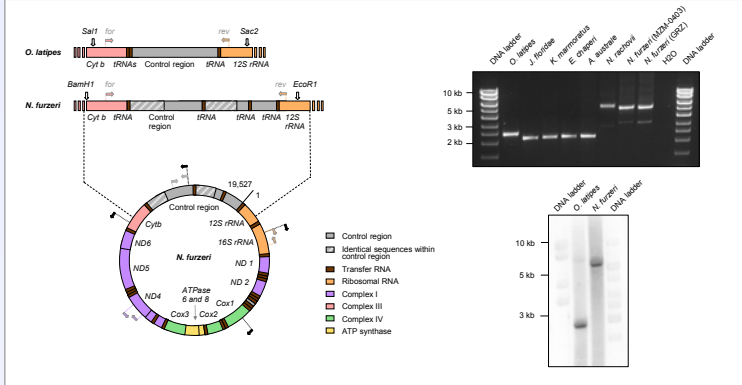 Sal1 for rev Sac2
O. latipes
Cyt b tRNAs Control region tRNA 12S rRNA
BamH1 for rev EcoR1
N. furzeri
Cyt b tRNA Control region tRNA tRNA tRNA 12S rRNA
19,527
1
Control region
Cytb
12S rRNA
ND6
16S rRNA
N. furzeri
ND5
ND 1
ND 2
ND4
ATPase
6 and 8
Cox1
Cox3
Cox2
Control region
Identical sequences within
control region
Transfer RNA
Ribosomal RNA
Complex I
Complex III
Complex IV
ATP synthase
DNA ladder
O. latipes
J. floridae
K. marmoratus
E. chaperi
A. australe
N. rachovii
N. furzeri (MZM-0403)
N. furzeri (GRZ)
H2O
DNA ladder
10 kb
5 kb
3 kb
2 kb
DNA ladder
O. latipes
N. furzeri
DNA ladder
10 kb
5 kb
3 kb